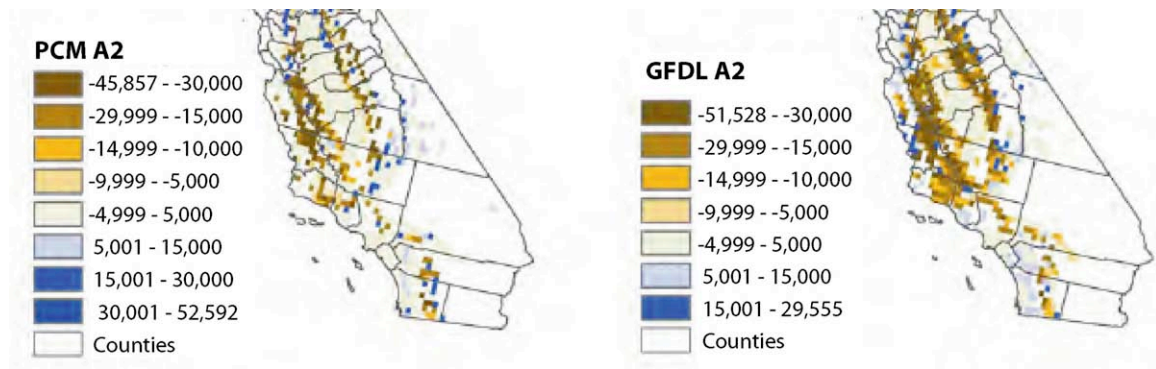 PCM A2
-45,857 - -30,000
-29,999 - -15,000
-14,999 - -10,000
-9,999 - -5,000
-4,999 - 5,000
5,001 - 15,000
15,001 - 30,000
30,001 - 52,592
Counties
GFDL A2
-51,528 - -30,000
-29,999 - -15,000
-14,999 - -10,000
-9,999 - -5,000
-4,999 - 5,000
5,001 - 15,000
15,001 - 29,555
Counties